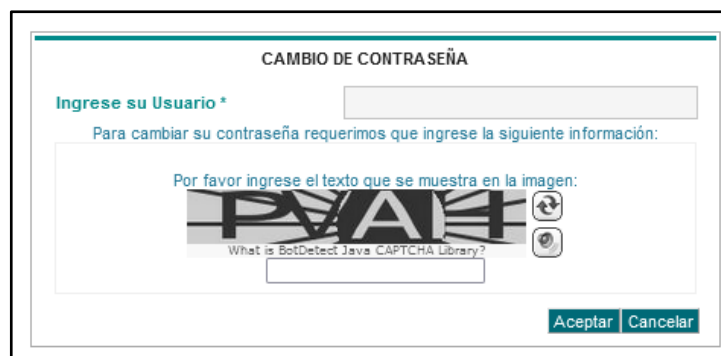 CAMBIO DE CONTRASEÑA
Ingrese su Usuario *
Para cambiar su contraseña requerimos que ingrese la siguiente información:
Por favor ingrese el texto que se muestra en la imagen:
What is BotDetect Java CAPTCHA Library?
Aceptar Cancelar